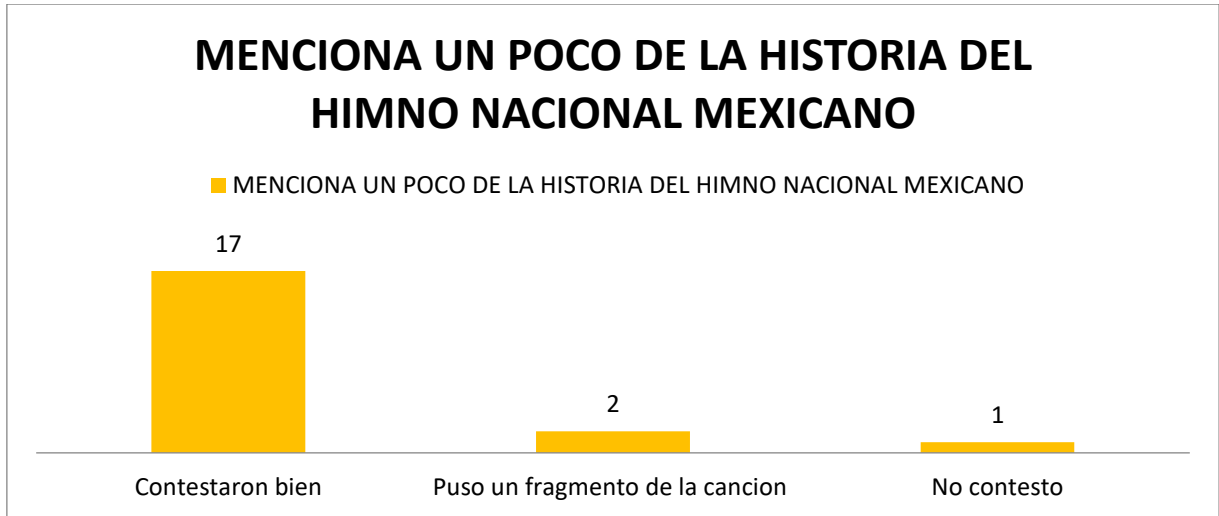 MENCIONA UN POCO DE LA HISTORIA DEL
HIMNO NACIONAL MEXICANO
MENCIONA UN POCO DE LA HISTORIA DEL HIMNO NACIONAL MEXICANO
17
2
1
Contestaron bien
Puso un fragmento de la cancion
No contesto